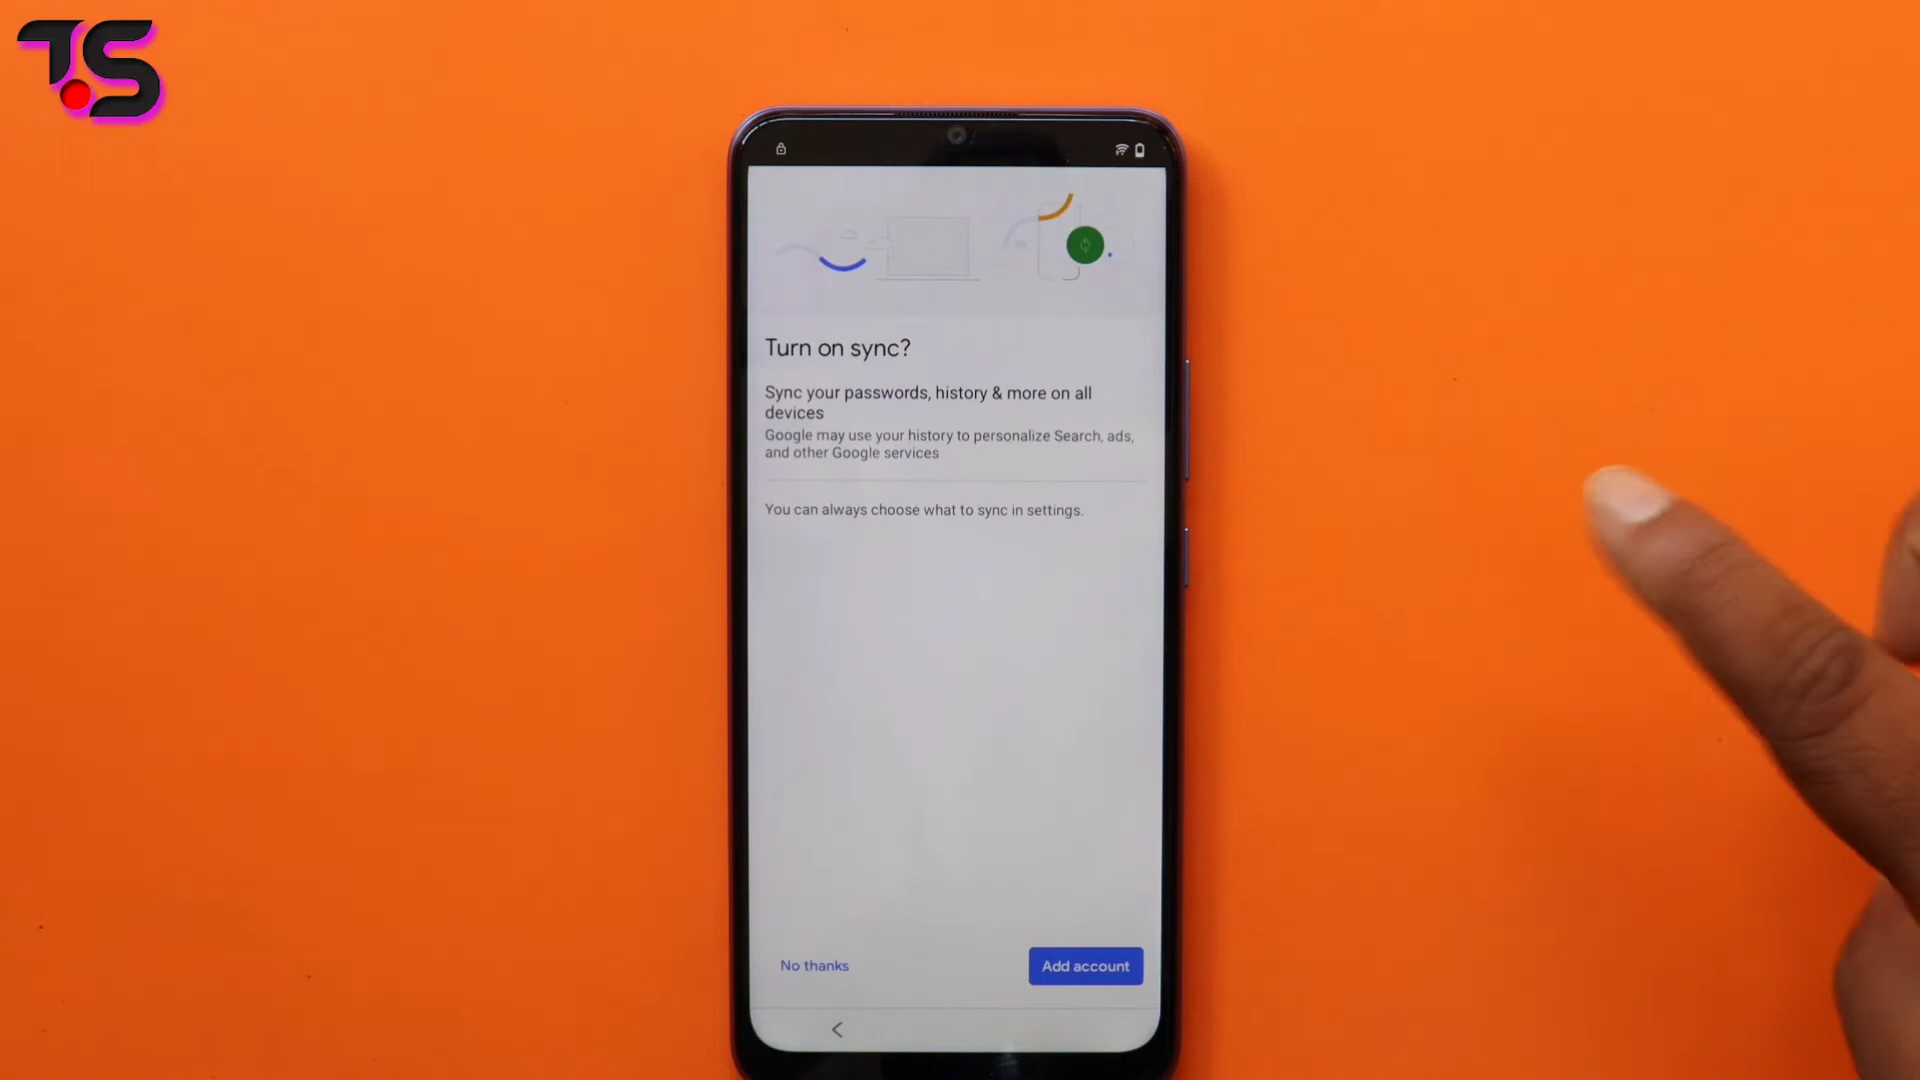 T.S
Turn on sync?
Sync your passwords, history & more on all
devices
Google may use your history to personalize Search, ads,
and other Google services
You can always choose what to sync in settings.
No thanks
Add account